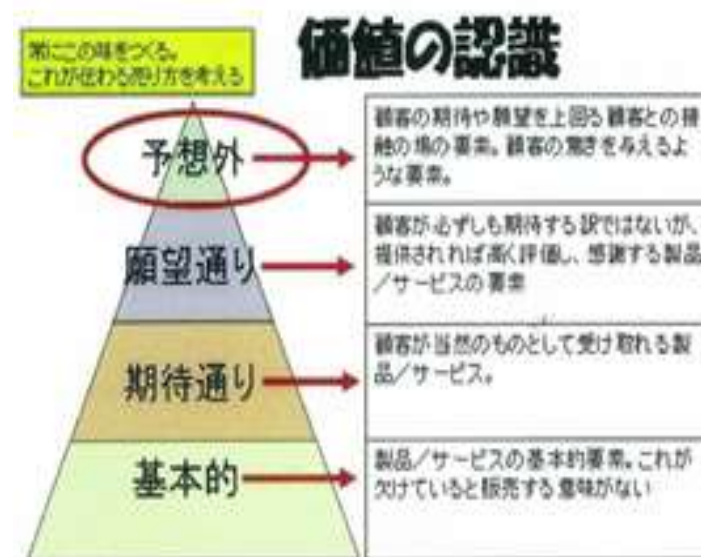 価値の認識
常にこの味をつくる。
これが伝わる売り方を考える
予想外
顧客の期待や願望を上回る顧客との接
触の場の要素。顧客の驚きを与えるよ
うな要素。
願望通り
顧客が必ずしも期待する訳ではないが、
提供されれば高く評価し、感謝する製品
／サービスの要素
期待通り
顧客が当然のものとして受け取れる製
品／サービス。
基本的
製品／サービスの基本的要素。これが
欠けていると販売する意味がない